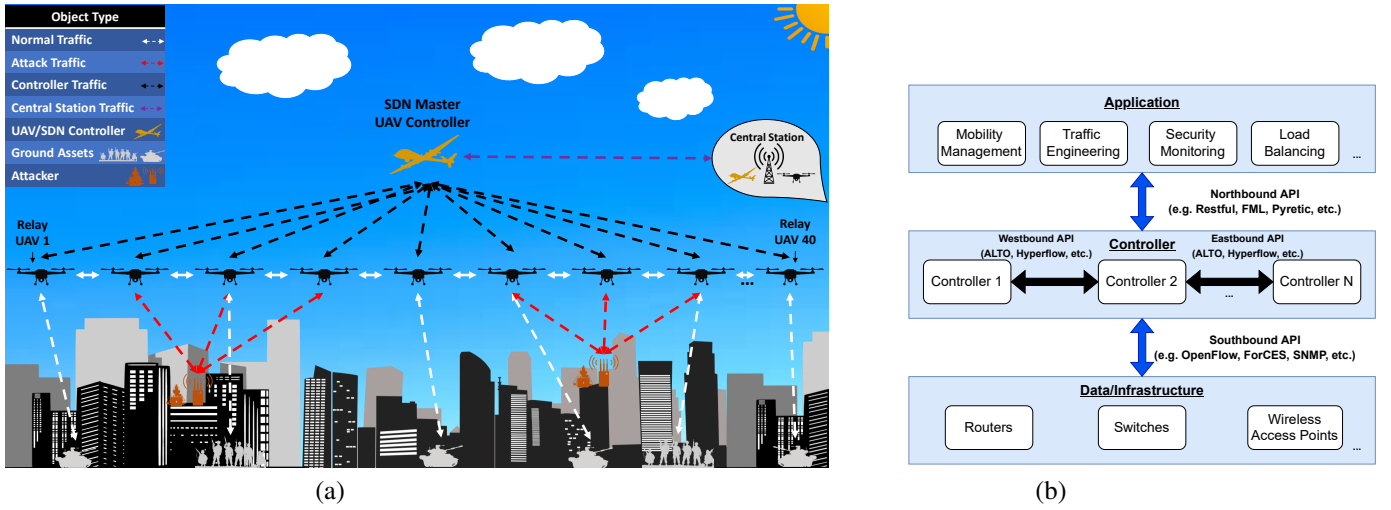 Object Type
Normal Traffic
Attack Traffic
Controller Traffic
Central Station Traffic
UAV/SDN Controller
Ground Assets
Attacker
SDN Master
UAV Controller
Central Station
Relay
UAV 1
Relay
UAV 40
...
(a)
Application
Mobility
Management
Traffic
Engineering
Security
Monitoring
Load
Balancing
...
Northbound API
(e.g. Restful, FML, Pyretic, etc.)
Westbound API
(ALTO, Hyperflow, etc.)
Controller
Eastbound API
(ALTO, Hyperflow, etc.)
Controller 1
Controller 2
...
Controller N
Southbound API
(e.g. OpenFlow, ForCES, SNMP, etc.)
Data/Infrastructure
Routers
Switches
Wireless
Access Points
...
(b)